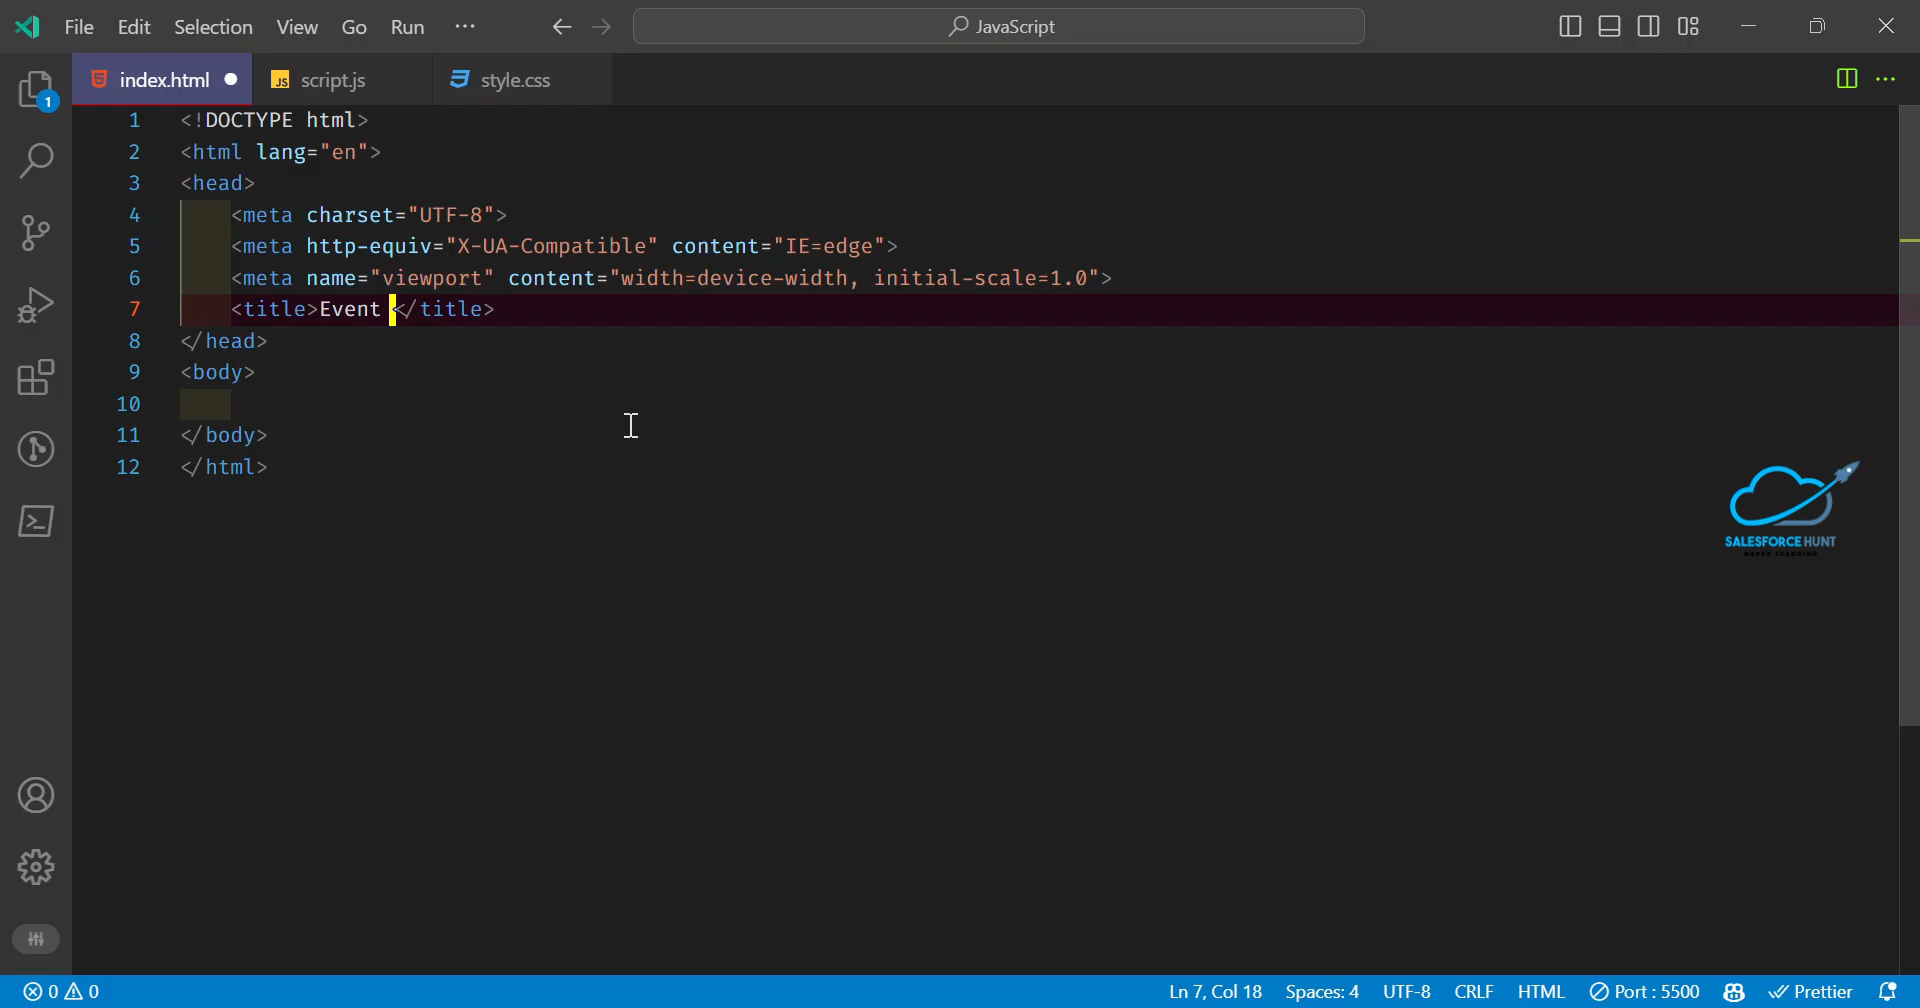 File Edit Selection View Go Run ··· JavaScript
index.html script.js style.css
1
1 <!DOCTYPE html>
2 <html lang="en">
3 <head>
4 <meta charset="UTF-8">
5 <meta http-equiv="X-UA-Compatible" content="IE=edge">
6 <meta name="viewport" content="width=device-width, initial-scale=1.0">
7 <title>Event </title>
8 </head>
9 <body>
10
11 </body>
12 </html>
SALESFORCE HUNT
HAPPY LEARNING
0 0 Ln 7, Col 18 Spaces: 4 UTF-8 CRLF HTML Port : 5500 Prettier